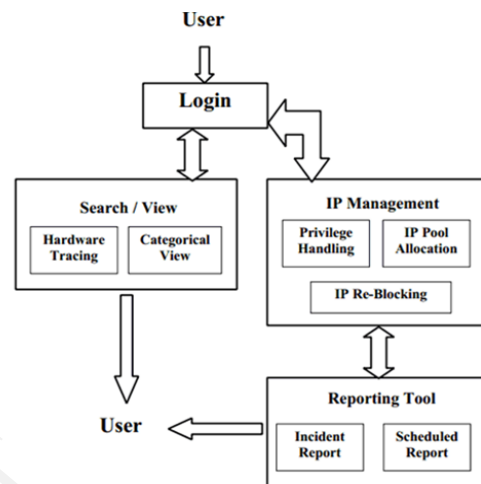 User
Login
Search / View
Hardware
Tracing
Categorical
View
IP Management
Privilege
Handling
IP Pool
Allocation
IP Re-Blocking
User
Reporting Tool
Incident
Report
Scheduled
Report